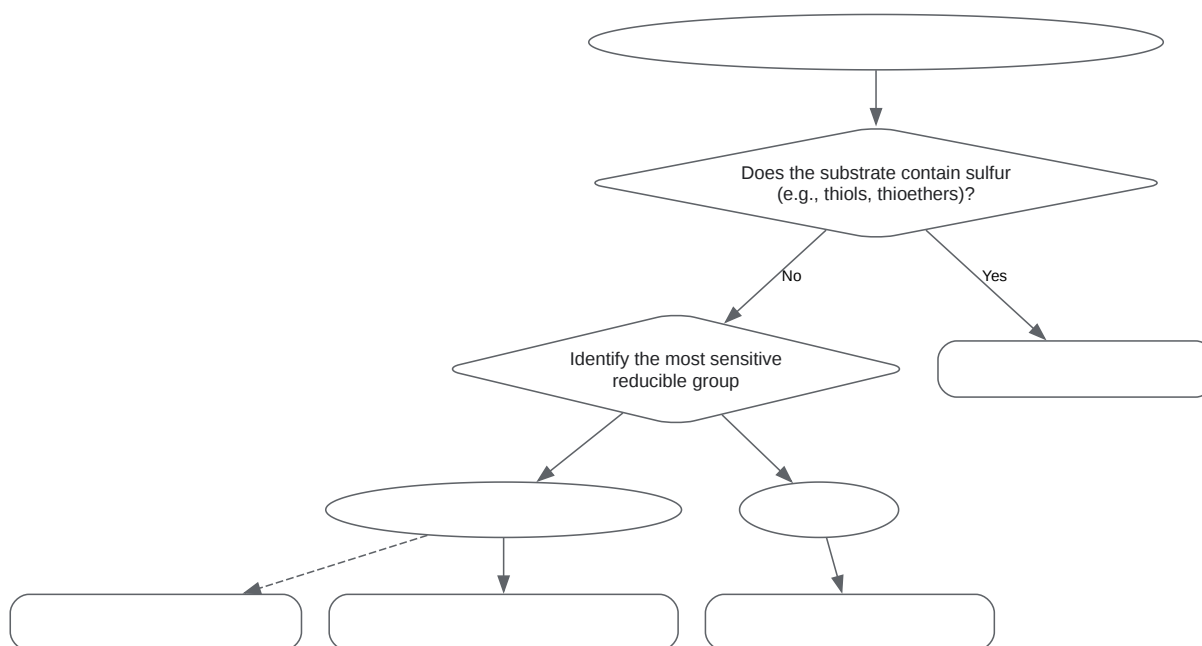 Does the substrate contain sulfur
(e.g., thiols, thioethers)?
No
Yes
Identify the most sensitive
reducible group